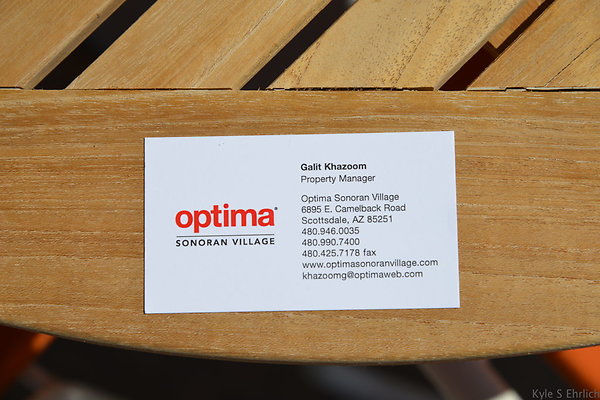 optima®
SONORAN VILLAGE
Galit Khazoom
Property Manager
Optima Sonoran Village
6895 E. Camelback Road
Scottsdale, AZ 85251
480.946.0035
480.990.7400
480.425.7178 fax
www.optimasonoranvillage.com
khazoomg@optimaweb.com
Kyle S Ehrlich